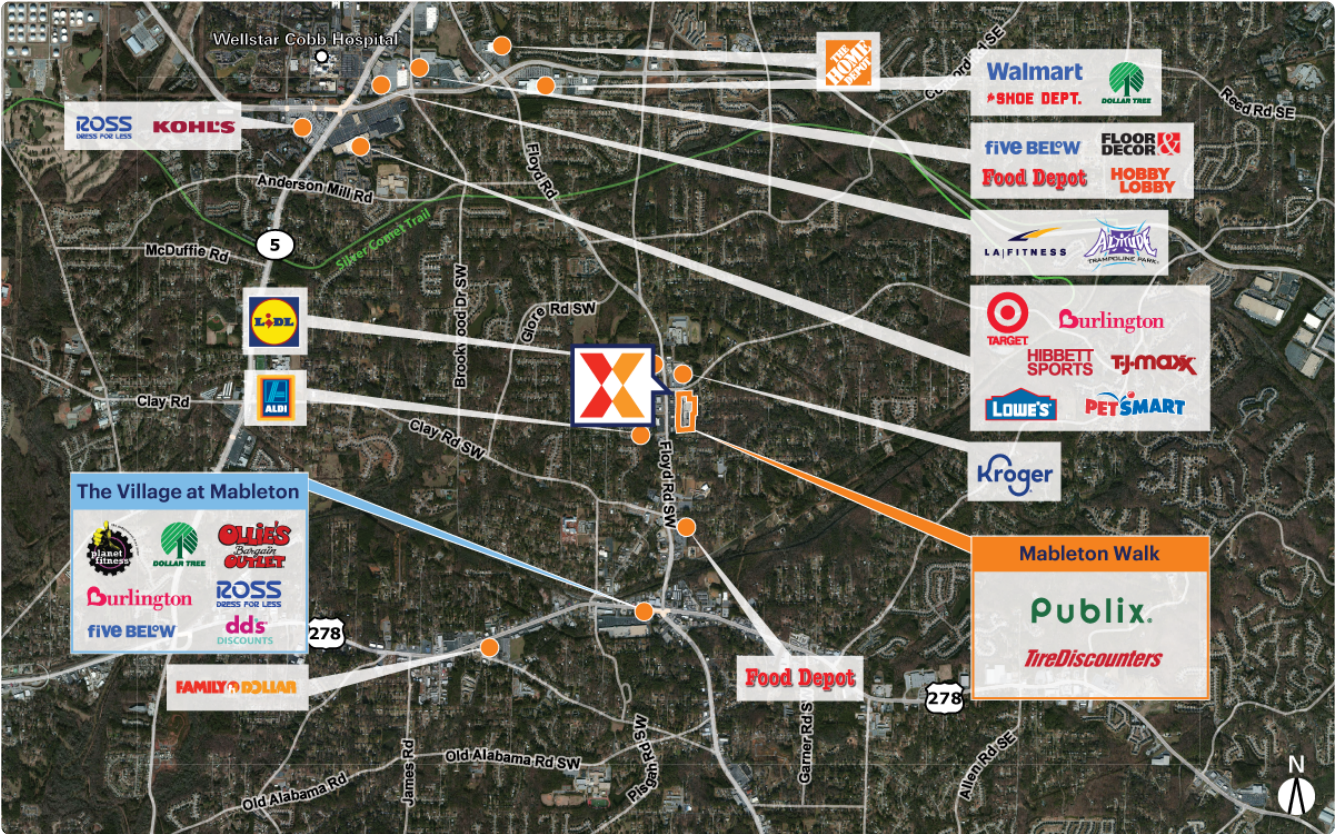 Wellstar Cobb Hospital
THE HOME DEPOT
Concord Rd SE
Walmart
SHOE DEPT.
DOLLAR TREE
Reed Rd SE
ROSS
DRESS FOR LESS
KOHL'S
five BELOW
FLOOR & DECOR
Food Depot
HOBBY LOBBY
Floyd Rd
Anderson Mill Rd
Silver Comet Trail
5
McDuffie Rd
LA|FITNESS
ALTITUDE
TRAMPOLINE PARK
Brookwood Dr SW
Glore Rd SW
TARGET
Burlington
HIBBETT SPORTS
T·J·maxx
LOWE'S
PETSMART
LIDL
ALDI
Clay Rd
Clay Rd SW
Floyd Rd SW
Kroger
The Village at Mableton
planet fitness
DOLLAR TREE
OLLIE'S
Bargain
OUTLET
Burlington
ROSS
DRESS FOR LESS
five BELOW
dd's
DISCOUNTS
278
FAMILY DOLLAR
Mableton Walk
Publix.
TireDiscounters
Food Depot
278
Old Alabama Rd
James Rd
Old Alabama Rd SW
Pisgah Rd SW
Garner Rd S
Allen Rd SE
N